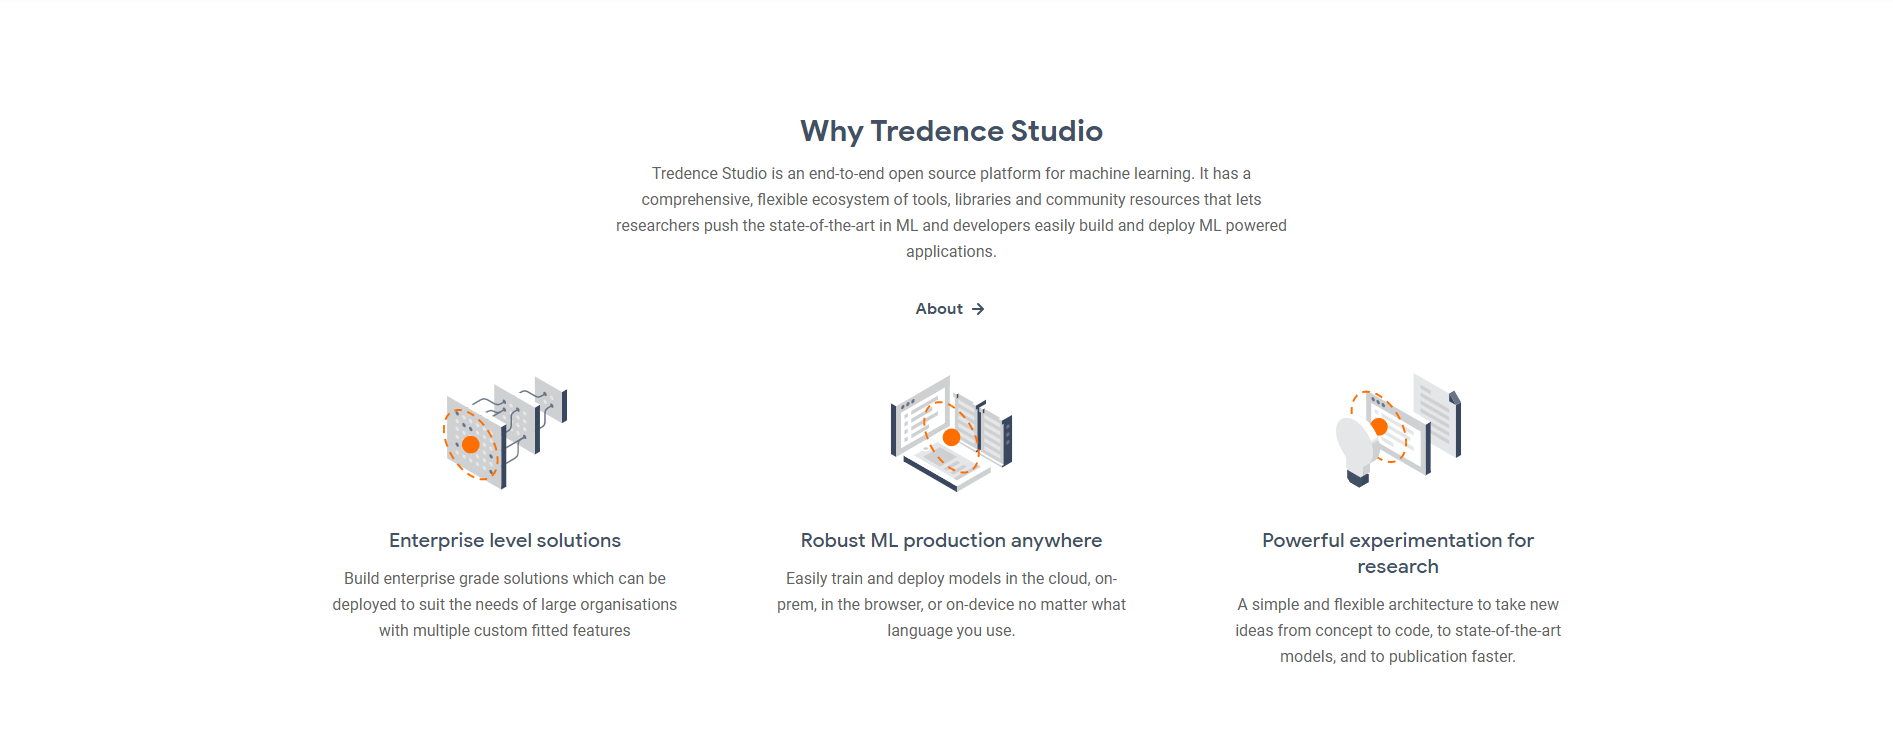 Why Tredence Studio
Tredence Studio is an end-to-end open source platform for machine learning. It has a
comprehensive, flexible ecosystem of tools, libraries and community resources that lets
researchers push the state-of-the-art in ML and developers easily build and deploy ML powered
applications.
About →
Enterprise level solutions
Build enterprise grade solutions which can be
deployed to suit the needs of large organisations
with multiple custom fitted features
Robust ML production anywhere
Easily train and deploy models in the cloud, on-
prem, in the browser, or on-device no matter what
language you use.
Powerful experimentation for
research
A simple and flexible architecture to take new
ideas from concept to code, to state-of-the-art
models, and to publication faster.